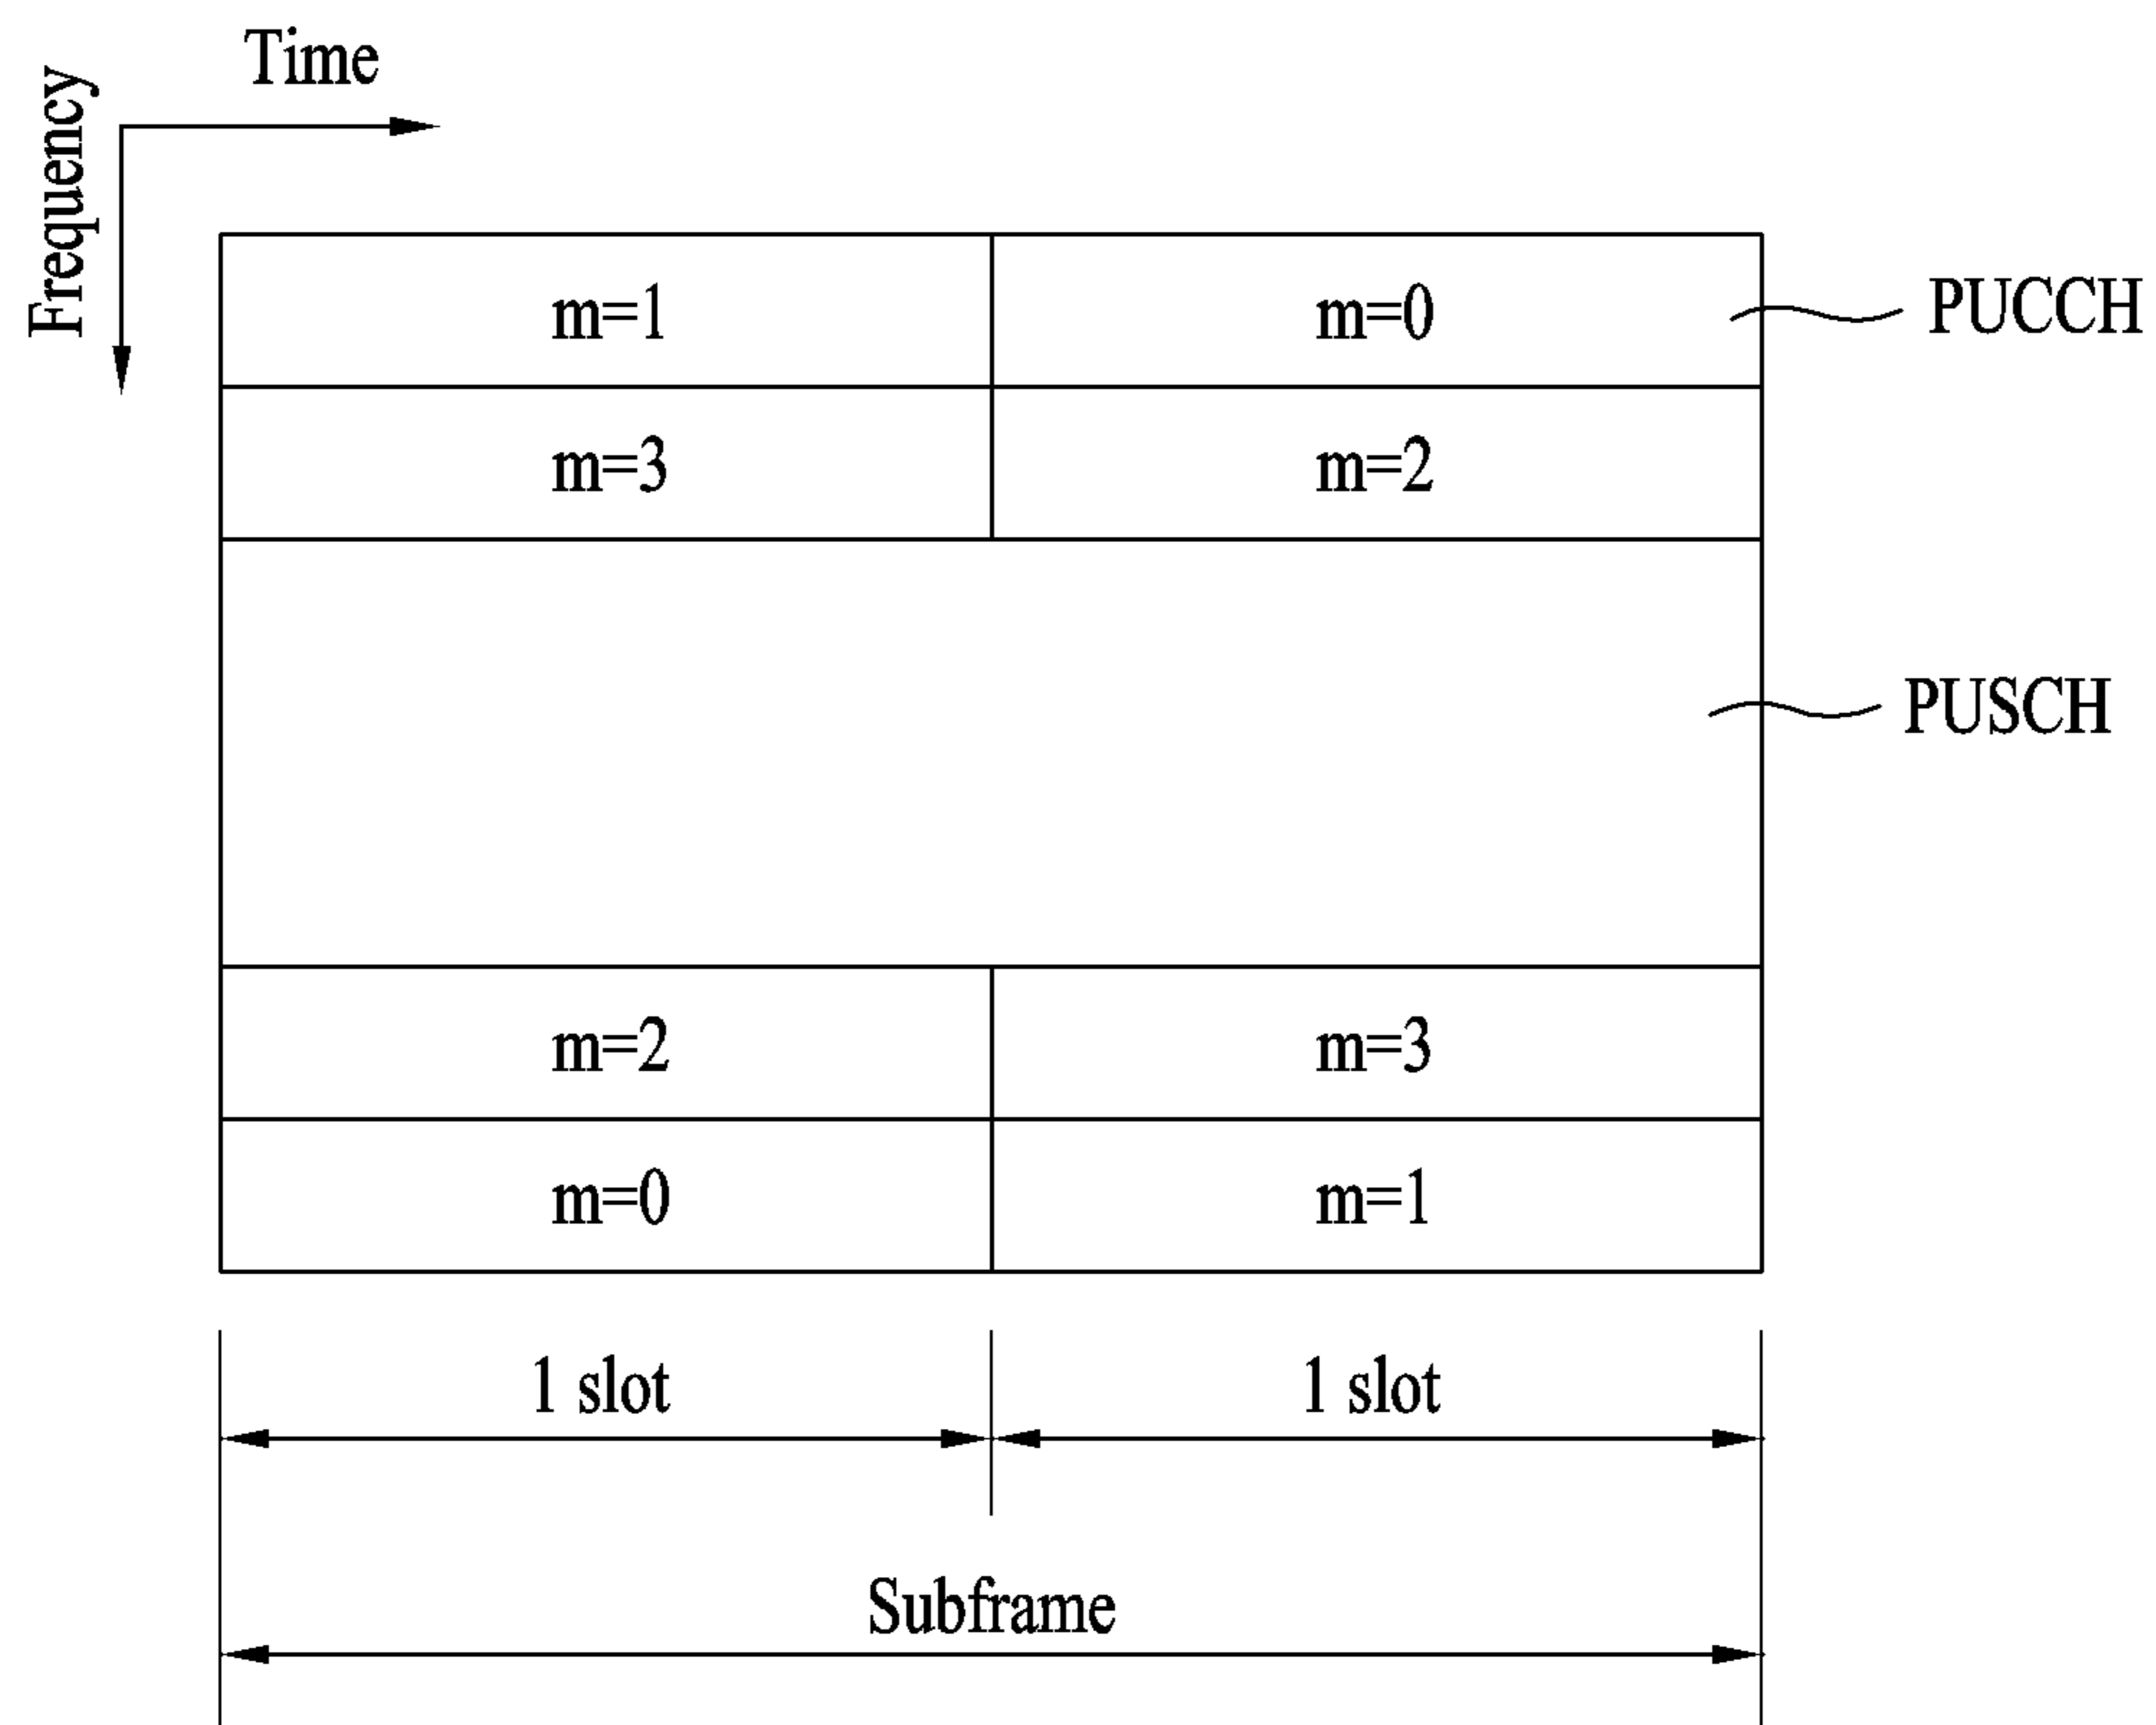 Time
Frequency
m=1 m=0 PUCCH
m=3 m=2
PUSCH
m=2 m=3
m=0 m=1
1 slot 1 slot
Subframe